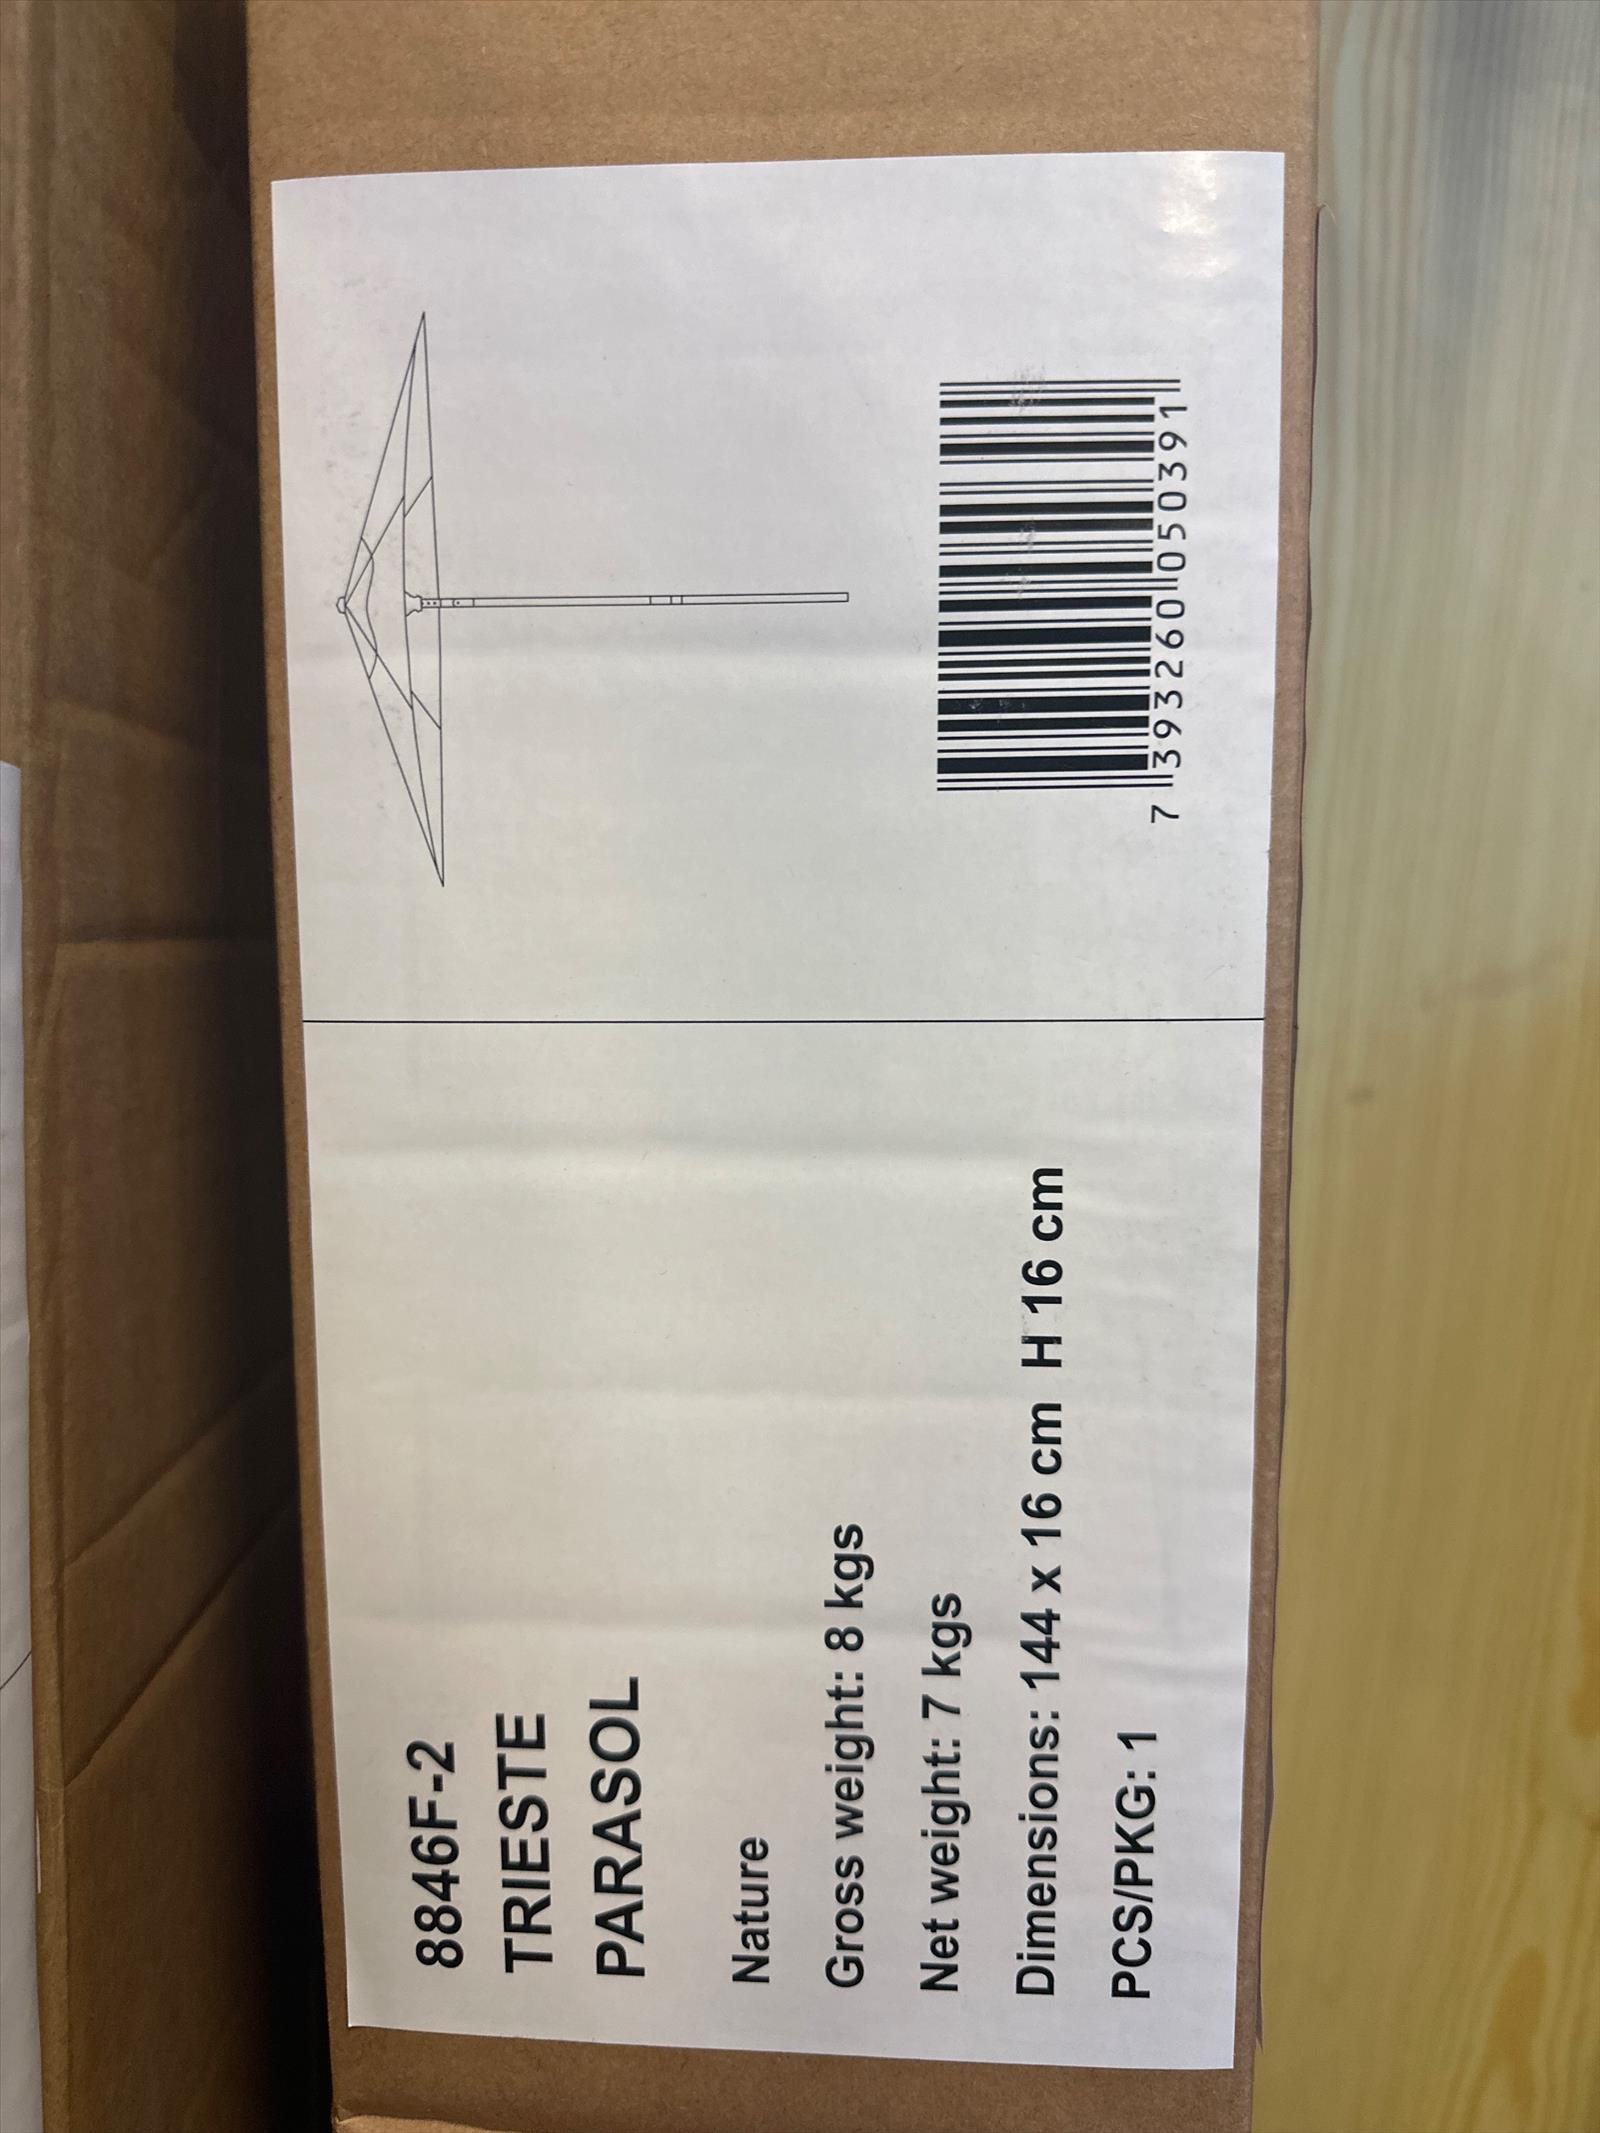 8846F-2
TRIESTE
PARASOL
Nature
Gross weight: 8 kgs
Net weight: 7 kgs
Dimensions: 144 x 16 cm H 16 cm
PCS/PKG: 1
7 393260 050391